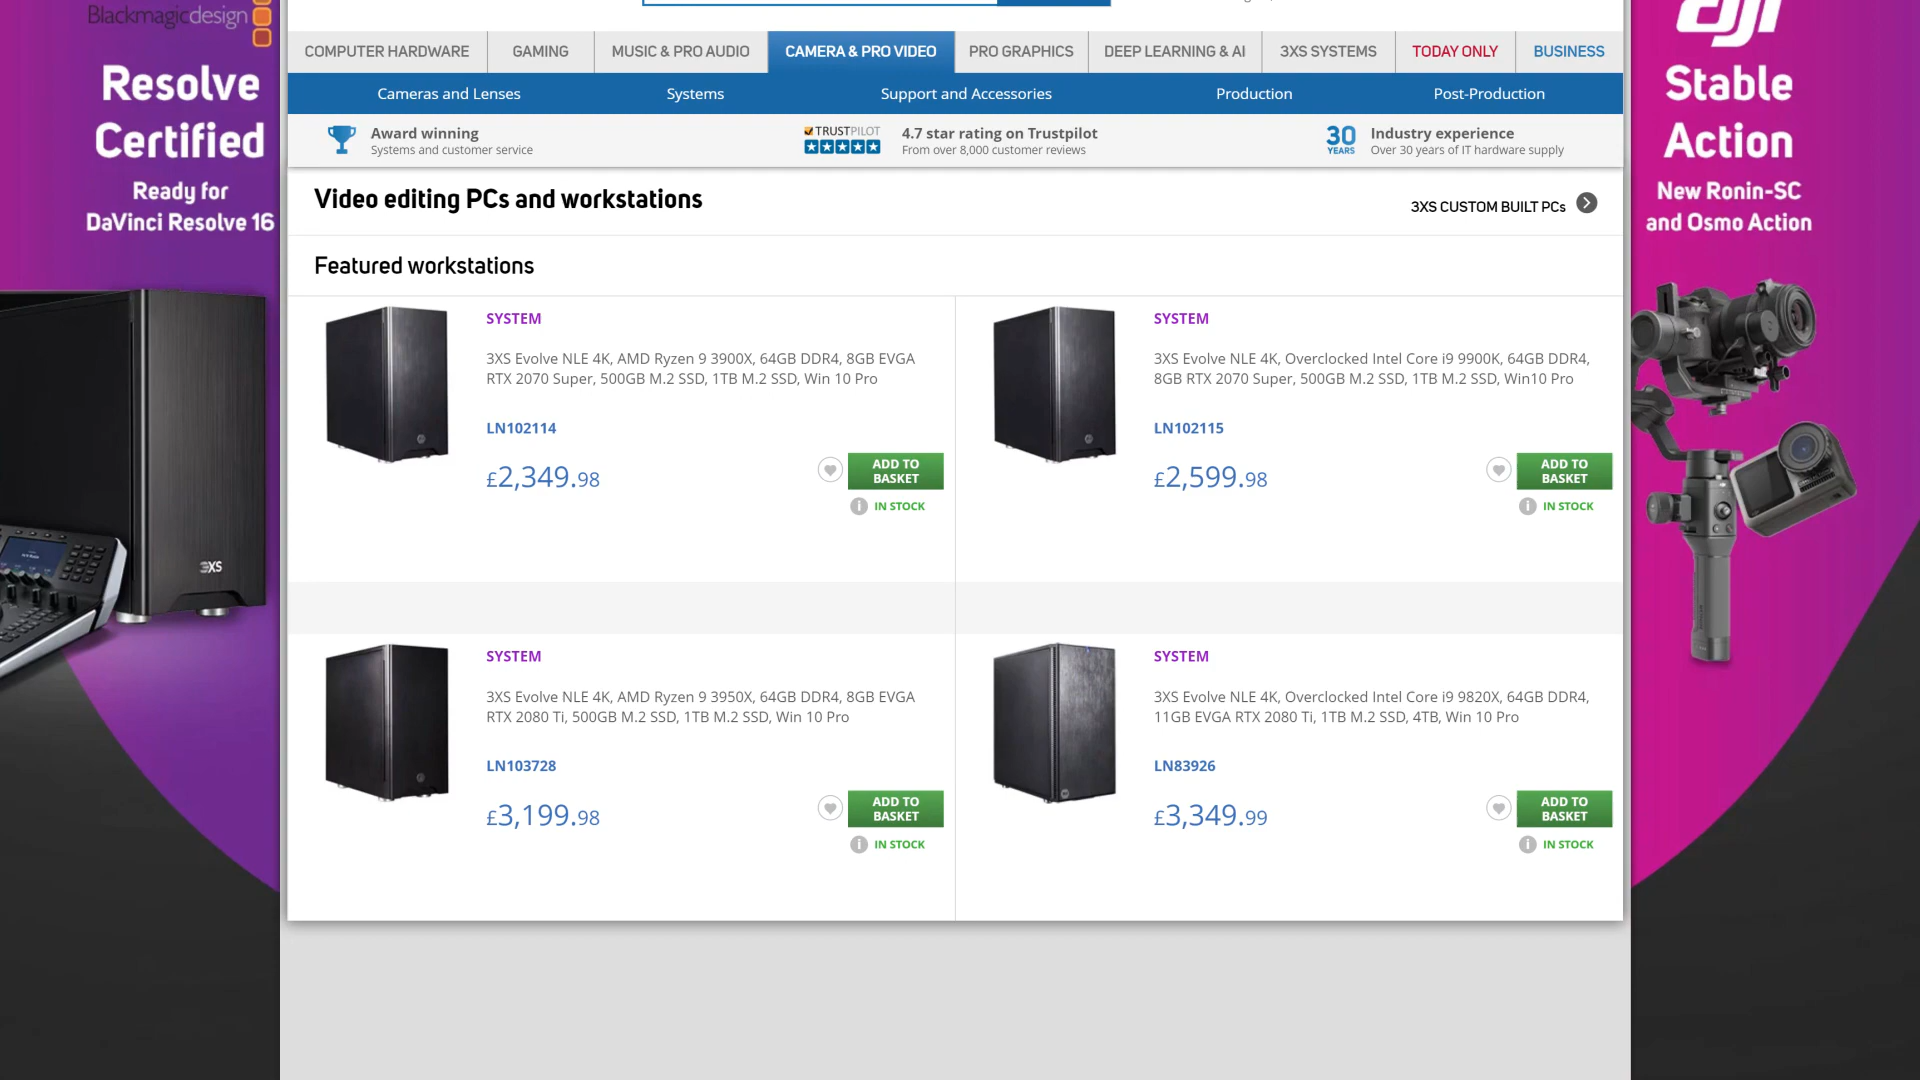 Blackmagicdesign
Resolve
Certified
Ready for
DaVinci Resolve 16
3XS
COMPUTER HARDWARE
GAMING
MUSIC & PRO AUDIO
CAMERA & PRO VIDEO
PRO GRAPHICS
DEEP LEARNING & AI
3XS SYSTEMS
TODAY ONLY
BUSINESS
Cameras and Lenses
Systems
Support and Accessories
Production
Post-Production
Award winning
Systems and customer service
TRUSTPILOT
4.7 star rating on Trustpilot
From over 8,000 customer reviews
30
YEARS
Industry experience
Over 30 years of IT hardware supply
Video editing PCs and workstations
3XS CUSTOM BUILT PCs
Featured workstations
SYSTEM
3XS Evolve NLE 4K, AMD Ryzen 9 3900X, 64GB DDR4, 8GB EVGA
RTX 2070 Super, 500GB M.2 SSD, 1TB M.2 SSD, Win 10 Pro
LN102114
£2,349.98
ADD TO
BASKET
IN STOCK
SYSTEM
3XS Evolve NLE 4K, Overclocked Intel Core i9 9900K, 64GB DDR4,
8GB RTX 2070 Super, 500GB M.2 SSD, 1TB M.2 SSD, Win10 Pro
LN102115
£2,599.98
ADD TO
BASKET
IN STOCK
SYSTEM
3XS Evolve NLE 4K, AMD Ryzen 9 3950X, 64GB DDR4, 8GB EVGA
RTX 2080 Ti, 500GB M.2 SSD, 1TB M.2 SSD, Win 10 Pro
LN103728
£3,199.98
ADD TO
BASKET
IN STOCK
SYSTEM
3XS Evolve NLE 4K, Overclocked Intel Core i9 9820X, 64GB DDR4,
11GB EVGA RTX 2080 Ti, 1TB M.2 SSD, 4TB, Win 10 Pro
LN83926
£3,349.99
ADD TO
BASKET
IN STOCK
dji
Stable
Action
New Ronin-SC
and Osmo Action